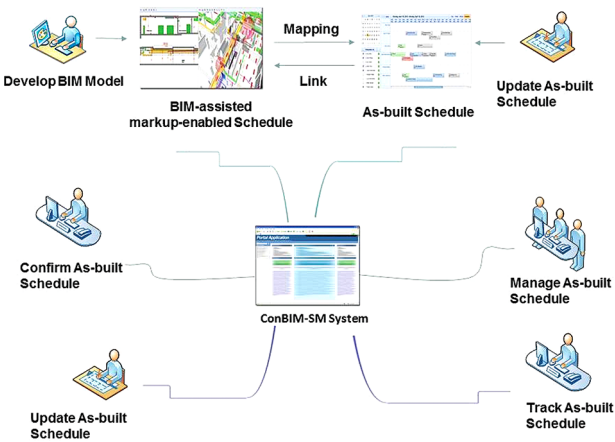 Mapping
Link
Develop BIM Model
BIM-assisted
markup-enabled Schedule
As-built Schedule
Update As-built
Schedule
Confirm As-built
Schedule
Portal Application
ConBIM-SM System
Manage As-built
Schedule
Update As-built
Schedule
Track As-built
Schedule